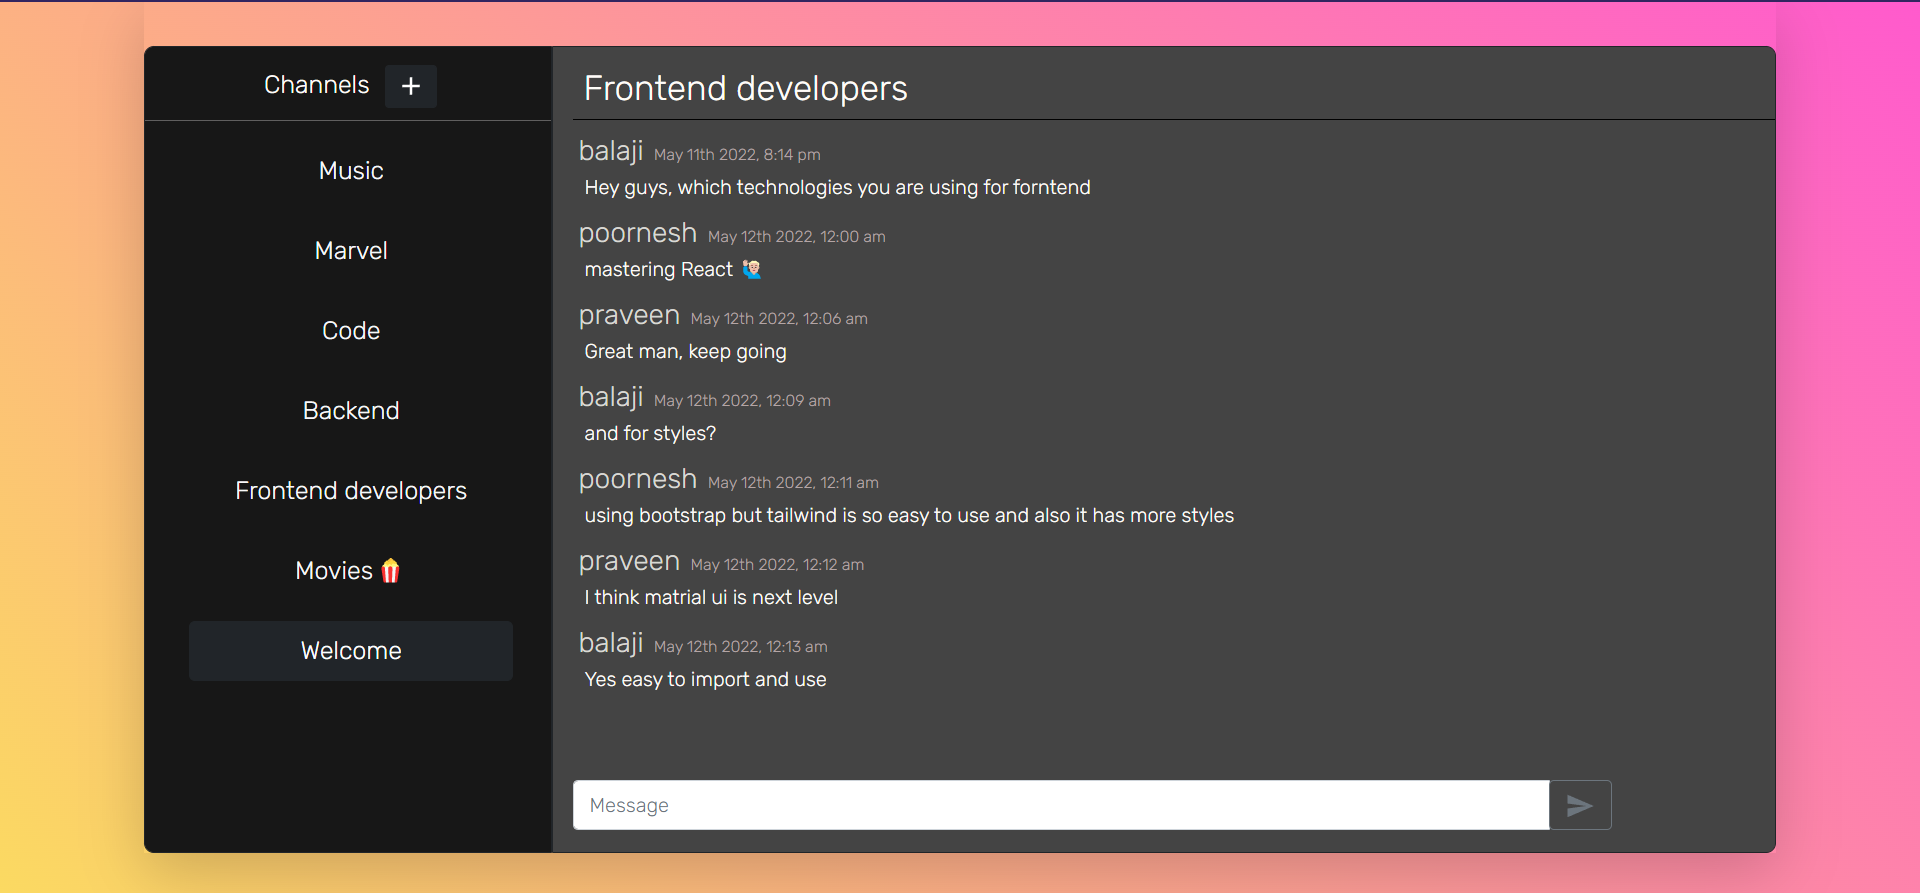 Channels +
Music
Marvel
Code
Backend
Frontend developers
Movies 🍿
Welcome
Frontend developers
balaji May 11th 2022, 8:14 pm
Hey guys, which technologies you are using for forntend
poornesh May 12th 2022, 12:00 am
mastering React 🙋🏻‍♂️
praveen May 12th 2022, 12:06 am
Great man, keep going
balaji May 12th 2022, 12:09 am
and for styles?
poornesh May 12th 2022, 12:11 am
using bootstrap but tailwind is so easy to use and also it has more styles
praveen May 12th 2022, 12:12 am
I think matrial ui is next level
balaji May 12th 2022, 12:13 am
Yes easy to import and use
Message